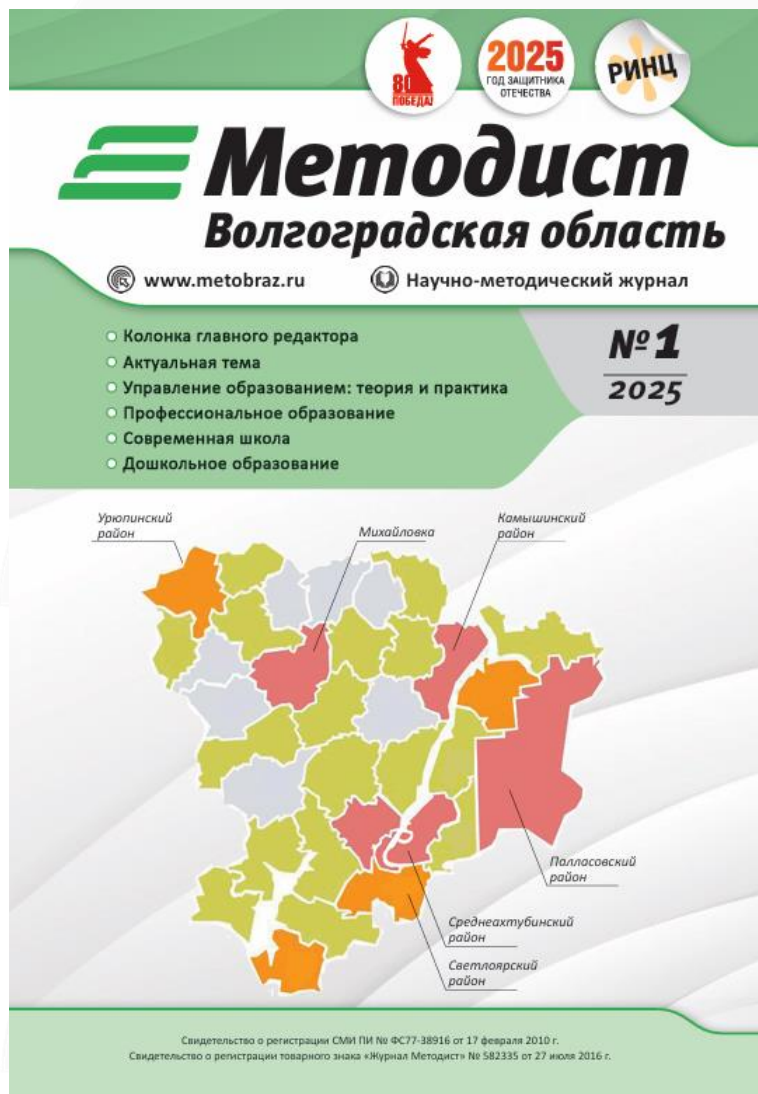 80
ПОБЕДА!
2025
ГОД ЗАЩИТНИКА
ОТЕЧЕСТВА
РИНЦ
Методист
Волгоградская область
www.metobraz.ru
Научно-методический журнал
Колонка главного редактора
Актуальная тема
Управление образованием: теория и практика
Профессиональное образование
Современная школа
Дошкольное образование
№1
2025
Урюпинский
район
Михайловка
Камышинский
район
Палласовский
район
Среднеахтубинский
район
Светлоярский
район
Свидетельство о регистрации СМИ ПИ № ФС77-38916 от 17 февраля 2010 г.
Свидетельство о регистрации товарного знака «Журнал Методист» № 582335 от 27 июля 2016 г.